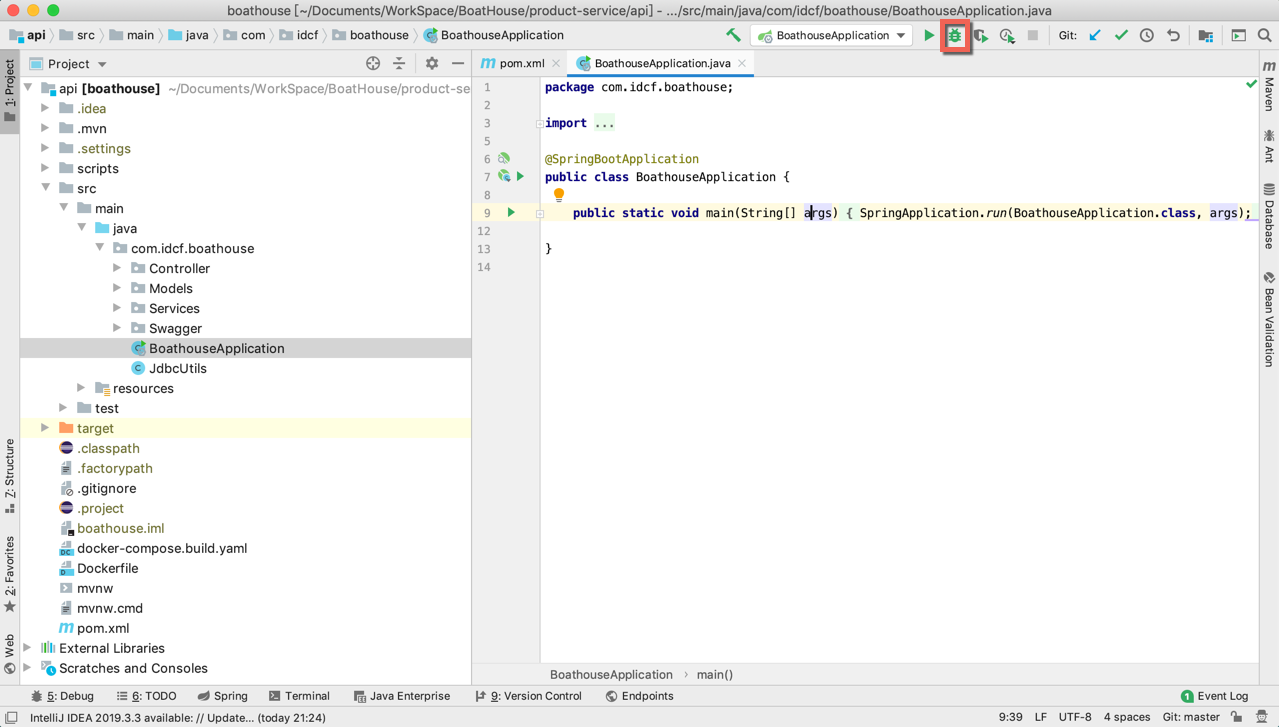 boathouse [~/Documents/WorkSpace/BoatHouse/product-service/api] - .../src/main/java/com/idcf/boathouse/BoathouseApplication.java
api src main java com idcf boathouse BoathouseApplication BoathouseApplication Git:
1: Project
Project
pom.xml
BoathouseApplication.java
api [boathouse] ~/Documents/WorkSpace/BoatHouse/product-se
.idea
.mvn
.settings
scripts
src
main
java
com.idcf.boathouse
Controller
Models
Services
Swagger
BoathouseApplication
JdbcUtils
resources
test
target
.classpath
.factorypath
.gitignore
.project
boathouse.iml
docker-compose.build.yaml
Dockerfile
mvnw
mvnw.cmd
pom.xml
External Libraries
Scratches and Consoles
7: Structure
2: Favorites
Web
1 package com.idcf.boathouse;
2
3 import ...
5
6 @SpringBootApplication
7 public class BoathouseApplication {
8
9 public static void main(String[] args) { SpringApplication.run(BoathouseApplication.class, args);
12
13 }
14
Maven
Ant
Database
Bean Validation
BoathouseApplication › main()
5: Debug 6: TODO Spring Terminal Java Enterprise 9: Version Control Endpoints 1 Event Log
IntelliJ IDEA 2019.3.3 available: // Update... (today 21:24) 9:39 LF UTF-8 4 spaces Git: master